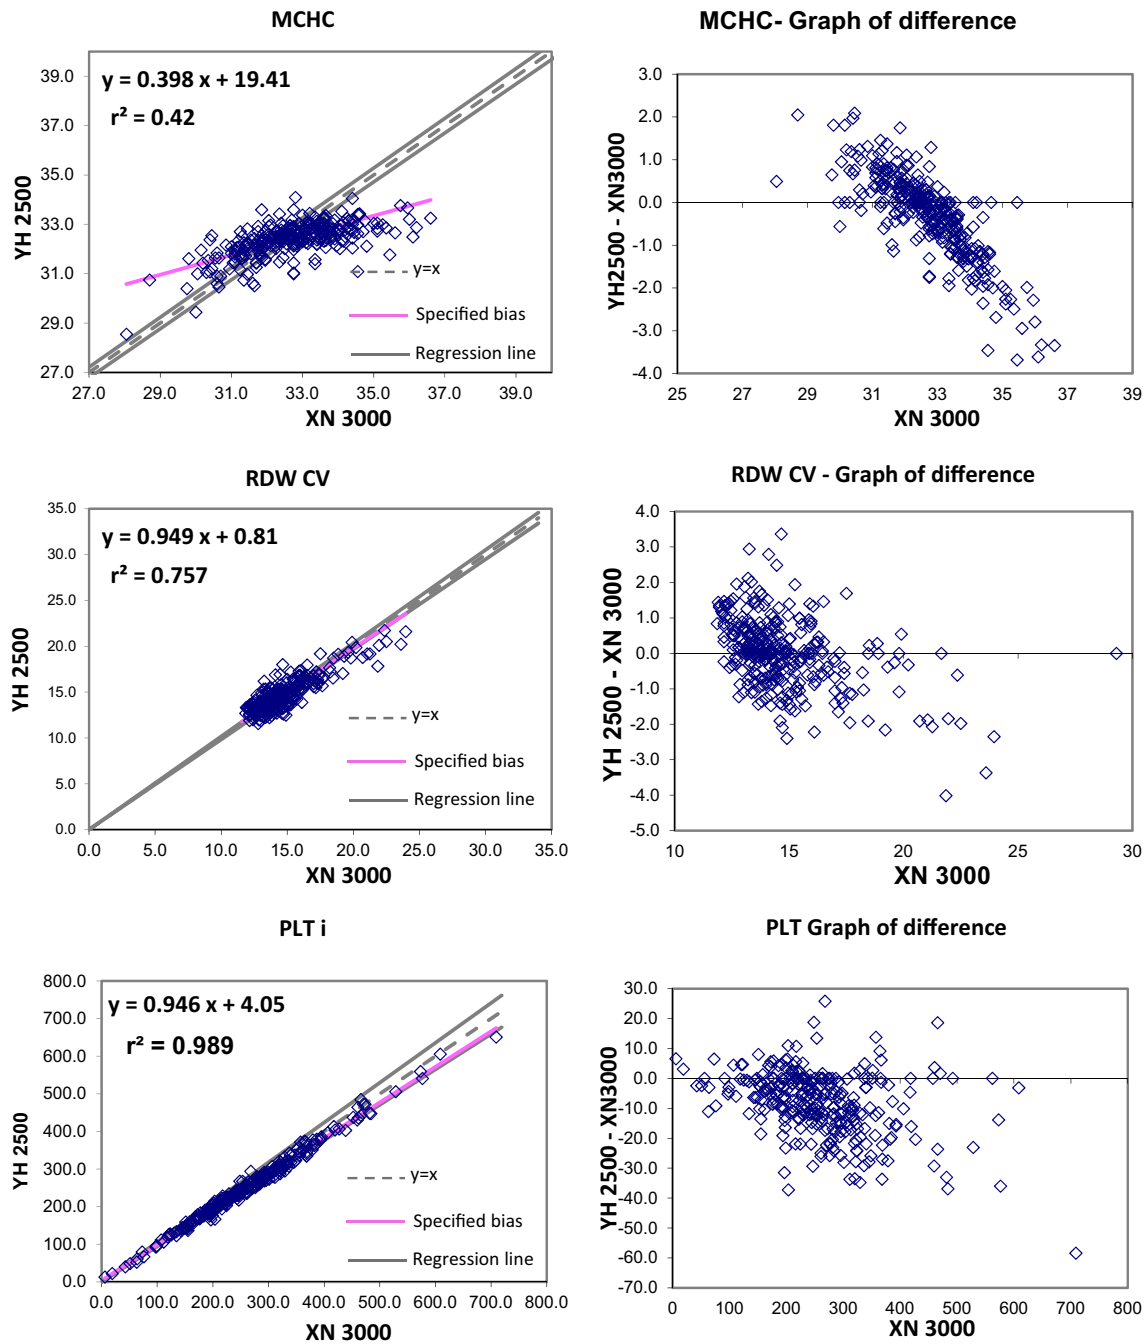 MCHC
y = 0.398 x + 19.41
r² = 0.42
YH 2500
39.0
37.0
35.0
33.0
31.0
29.0
27.0
y=x
Specified bias
Regression line
27.0 29.0 31.0 33.0 35.0 37.0 39.0
XN 3000
MCHC- Graph of difference
YH2500 - XN3000
3.0
2.0
1.0
0.0
-1.0
-2.0
-3.0
-4.0
25 27 29 31 33 35 37 39
XN 3000
RDW CV
y = 0.949 x + 0.81
r² = 0.757
YH 2500
35.0
30.0
25.0
20.0
15.0
10.0
5.0
0.0
y=x
Specified bias
Regression line
0.0 5.0 10.0 15.0 20.0 25.0 30.0 35.0
XN 3000
RDW CV - Graph of difference
YH 2500 - XN 3000
4.0
3.0
2.0
1.0
0.0
-1.0
-2.0
-3.0
-4.0
-5.0
10 15 20 25 30
XN 3000
PLT i
y = 0.946 x + 4.05
r² = 0.989
YH 2500
800.0
700.0
600.0
500.0
400.0
300.0
200.0
100.0
0.0
y=x
Specified bias
Regression line
0.0 100.0 200.0 300.0 400.0 500.0 600.0 700.0 800.0
XN 3000
PLT Graph of difference
YH 2500 - XN3000
30.0
20.0
10.0
0.0
-10.0
-20.0
-30.0
-40.0
-50.0
-60.0
-70.0
0 100 200 300 400 500 600 700 800
XN 3000